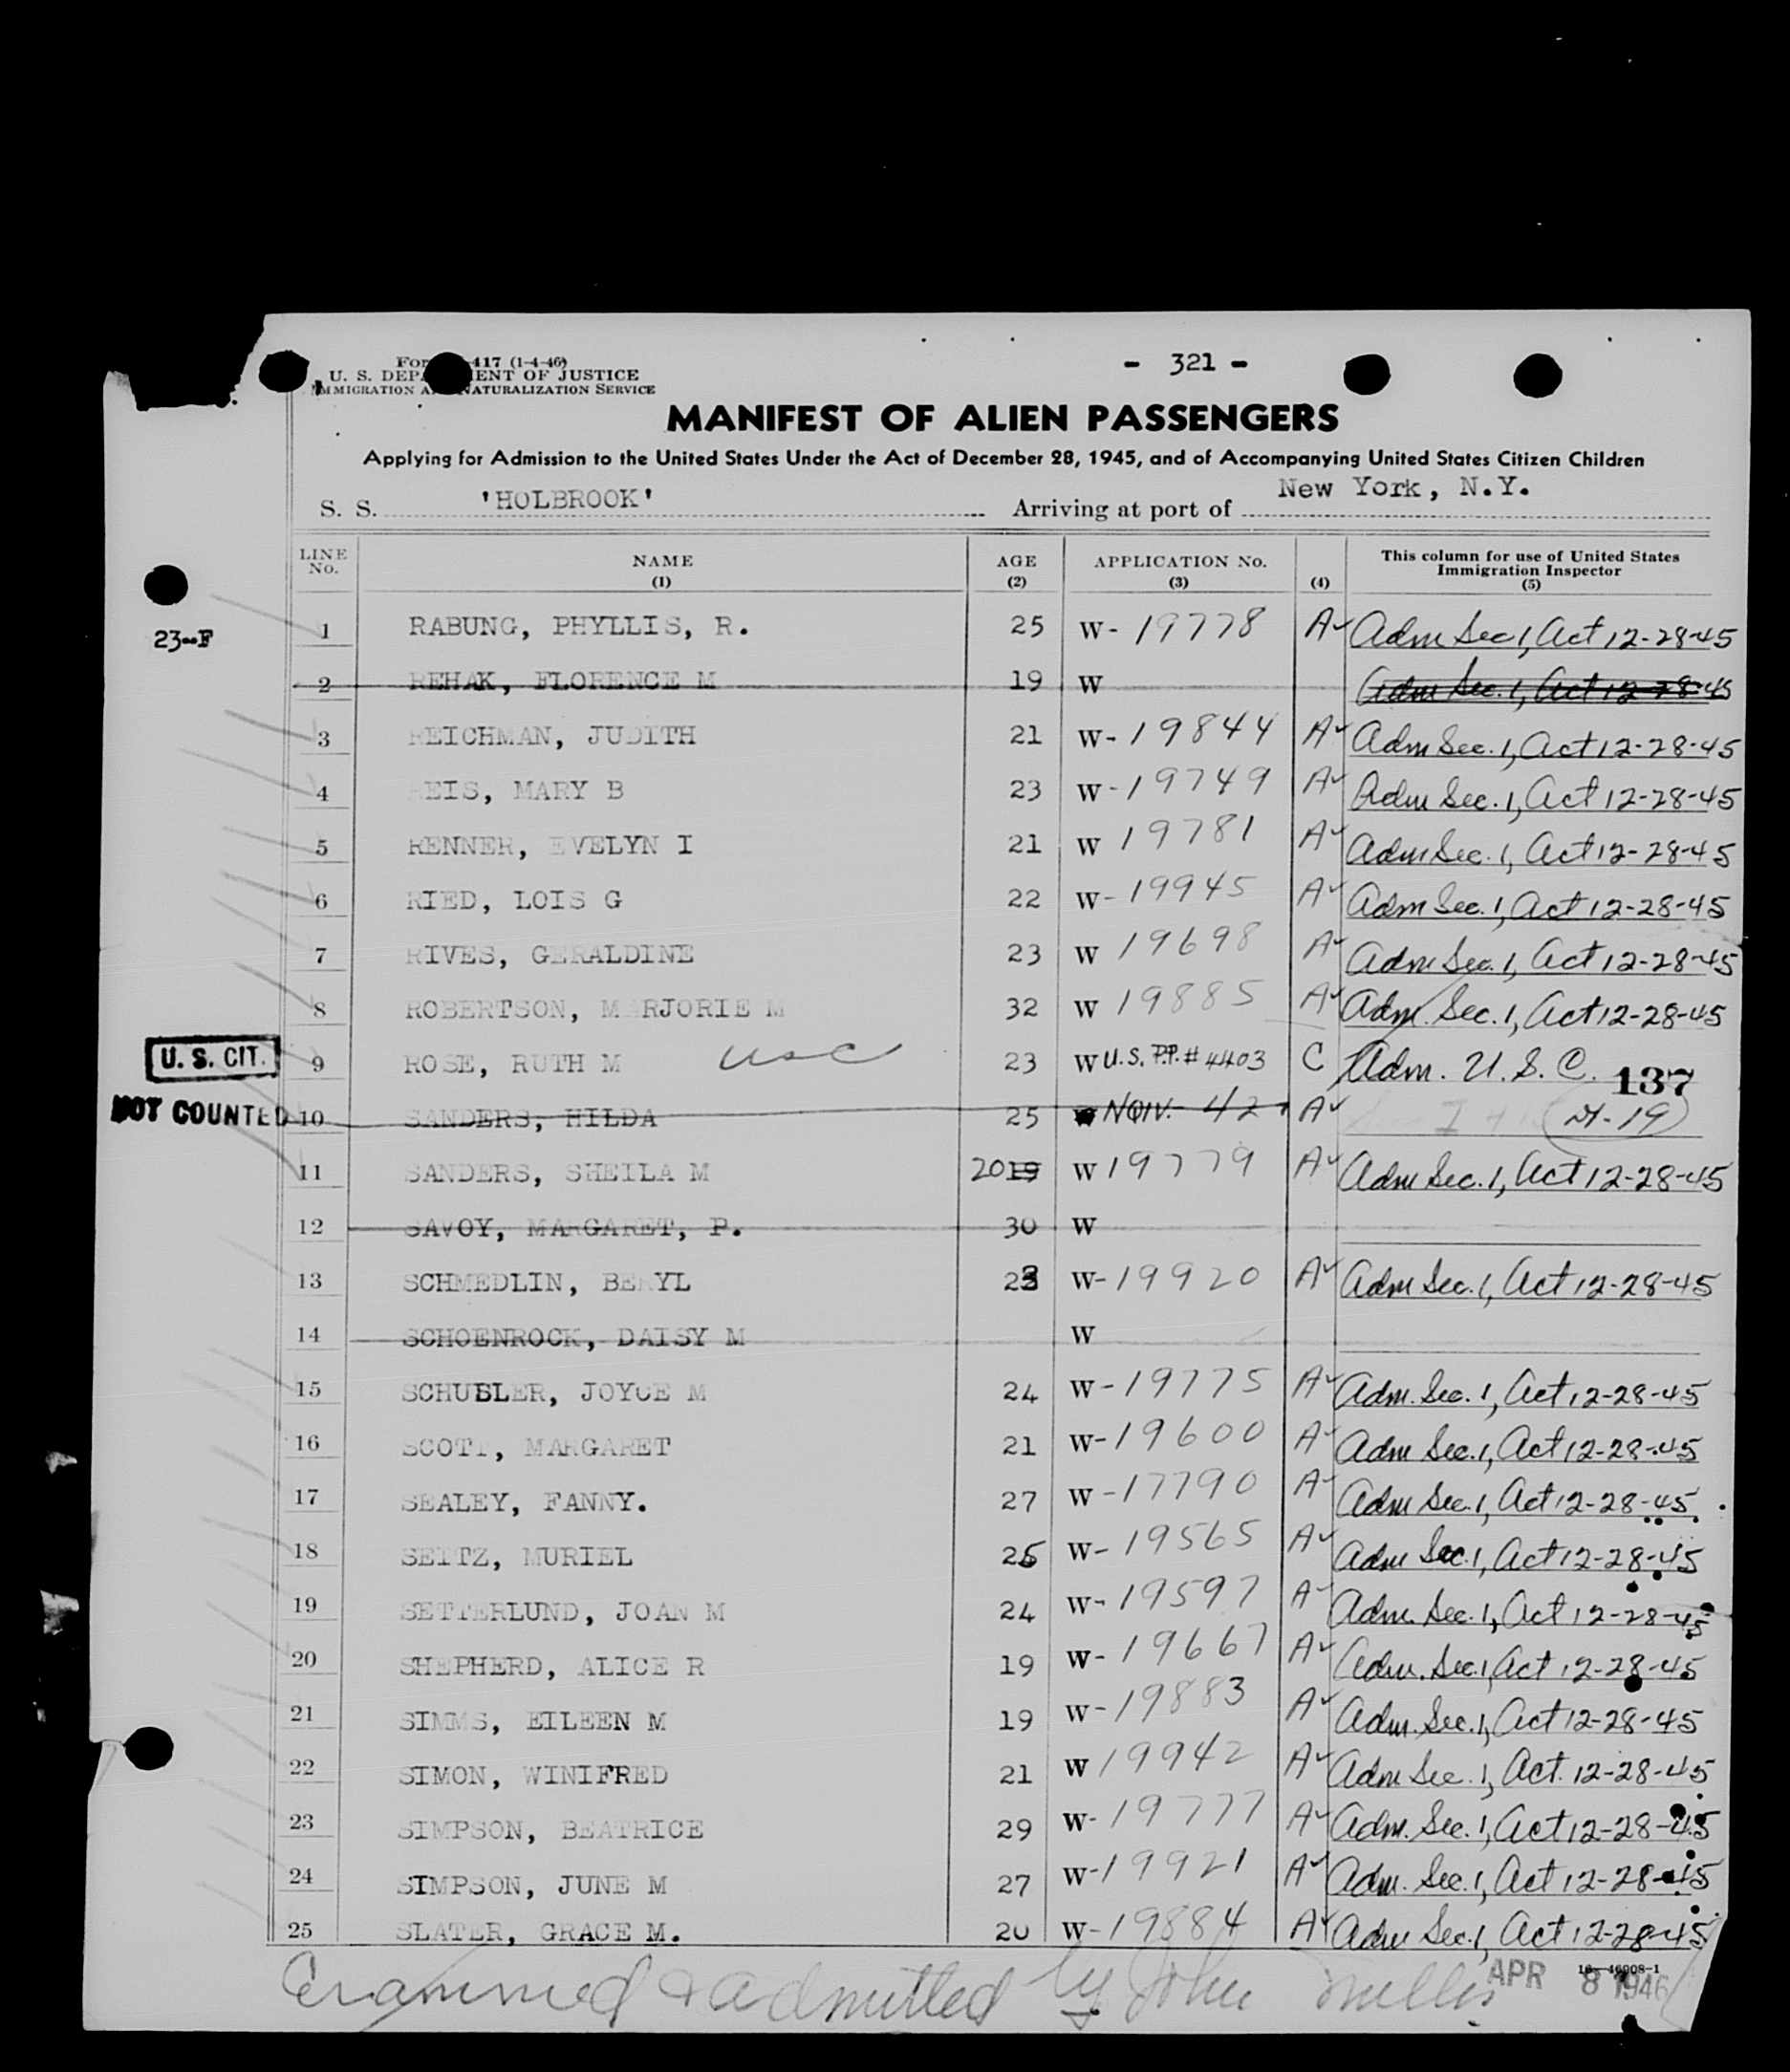 - 321 -
417 (1-4-46)
U. S. DEP ENT OF JUSTICE
IMMIGRATION A NATURALIZATION SERVICE
MANIFEST OF ALIEN PASSENGERS
Applying for Admission to the United States Under the Act of December 28, 1945, and of Accompanying United States Citizen Children
S. S. 'HOLBROOK' Arriving at port of New York, N.Y.
LINE No. NAME (1) AGE (2) APPLICATION No. (3) (4) This column for use of United States Immigration Inspector (5)
23-F
1 RABUNG, PHYLLIS, R. 25 W-19778 A Adm Sec 1, Act 12-28-45
2 REHAK, FLORENCE M 19 W Adm Sec. 1, Act 12-28-45
3 REICHMAN, JUDITH 21 W-19844 A Adm Sec. 1, Act 12-28-45
4 REIS, MARY B 23 W-19749 A Adm Sec. 1, Act 12-28-45
5 RENNER, EVELYN I 21 W 19781 A Adm Sec. 1, Act 12-28-45
6 RIED, LOIS G 22 W-19945 A Adm Sec. 1, Act 12-28-45
7 RIVES, GERALDINE 23 W 19698 A Adm Sec. 1, Act 12-28-45
8 ROBERTSON, MARJORIE M 32 W 19885 A Adm. Sec. 1, Act 12-28-45
U. S. CIT. 9 ROSE, RUTH M usc 23 W U.S. P.P. # 4403 C Adm. U. S. C. 137
NOT COUNTED 10 SANDERS, HILDA 25 W NQIV. 42 A
11 SANDERS, SHEILA M 20 19 W 19779 A Adm Sec. 1, Act 12-28-45
12 SAVOY, MARGARET, P. 30 W
13 SCHMEDLIN, BERYL 23 W-19920 A Adm Sec. 1, Act 12-28-45
14 SCHOENROCK, DAISY M W
15 SCHUBLER, JOYCE M 24 W-19775 A Adm. Sec. 1, Act 12-28-45
16 SCOTT, MARGARET 21 W-19600 A Adm Sec. 1, Act 12-28-45
17 SEALEY, FANNY. 27 W-17790 A Adm Sec. 1, Act 12-28-45
18 SEITZ, MURIEL 25 W-19565 A Adm Sec. 1, Act 12-28-45
19 SETTERLUND, JOAN M 24 W-19597 A Adm. Sec. 1, Act 12-28-45
20 SHEPHERD, ALICE R 19 W-19667 A Adm. Sec. 1, Act 12-28-45
21 SIMMS, EILEEN M 19 W-19883 A Adm. Sec. 1, Act 12-28-45
22 SIMON, WINIFRED 21 W 19942 A Adm Sec. 1, Act. 12-28-45
23 SIMPSON, BEATRICE 29 W-19777 A Adm. Sec. 1, Act 12-28-45
24 SIMPSON, JUNE M 27 W-19921 A Adm. Sec. 1, Act 12-28-45
25 SLATER, GRACE M. 20 W-19884 A Adm Sec. 1, Act 12-28-45
Examined & admitted by John APR 8 1946